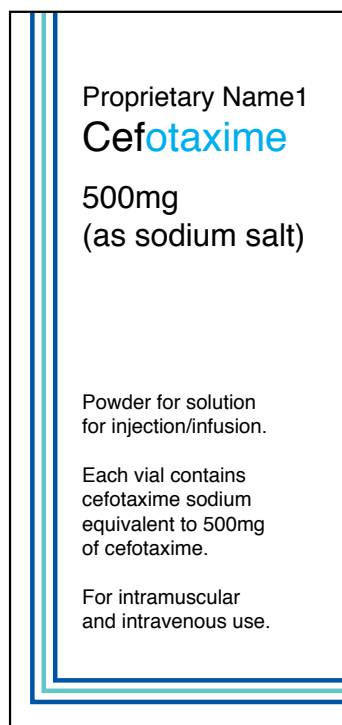 Proprietary Name1
Cefotaxime
500mg
(as sodium salt)
Powder for solution
for injection/infusion.
Each vial contains
cefotaxime sodium
equivalent to 500mg
of cefotaxime.
For intramuscular
and intravenous use.